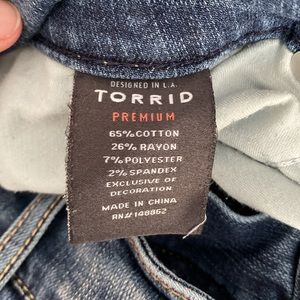 DESIGNED IN L.A.
TORRID
PREMIUM
65% COTTON
26% RAYON
7% POLYESTER
2% SPANDEX
EXCLUSIVE OF
DECORATION
MADE IN CHINA
RN# 148862